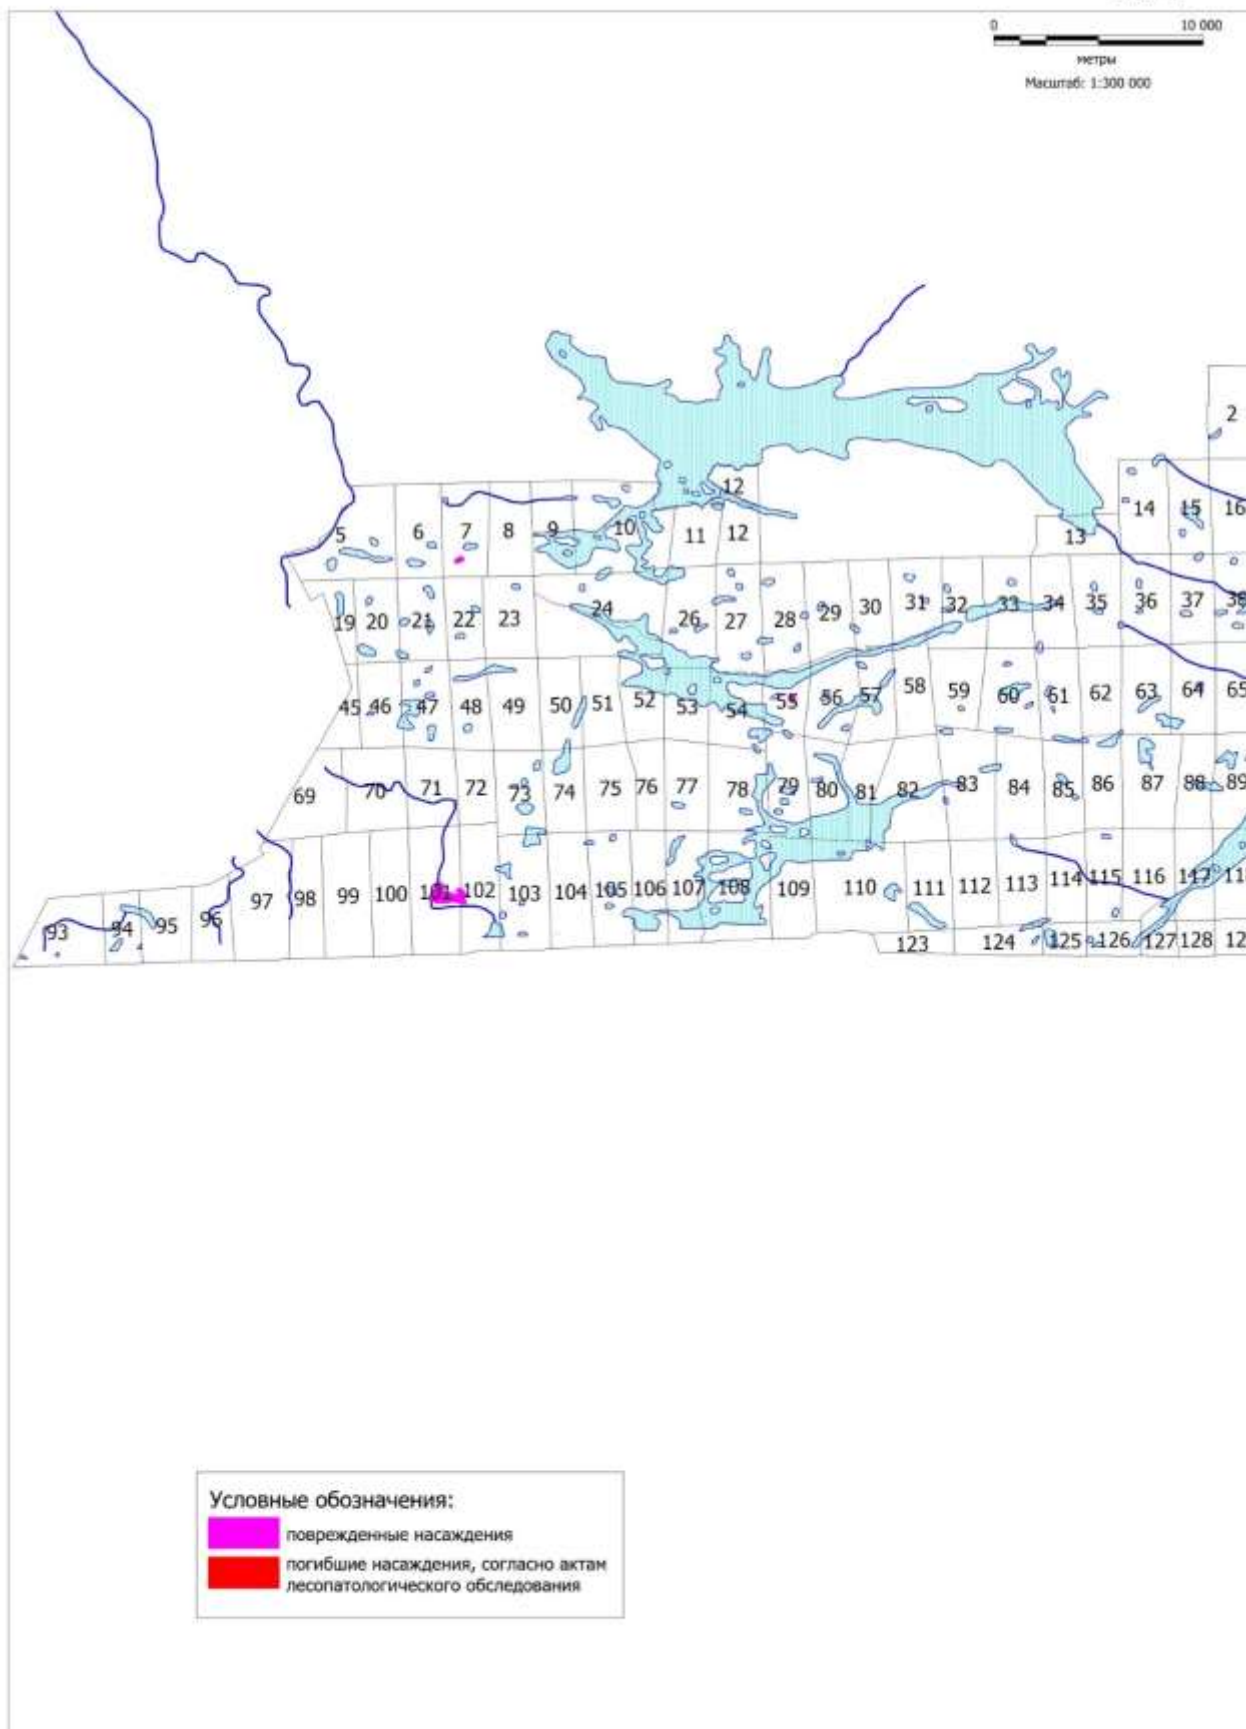 0 10 000
метры
Масштаб: 1:300 000
2
12
5 6 7 8 9 10 11 12 13 14 15 16
19 20 21 22 23 24 26 27 28 29 30 31 32 33 34 35 36 37 38
45 46 47 48 49 50 51 52 53 54 55 56 57 58 59 60 61 62 63 64 65
69 70 71 72 73 74 75 76 77 78 79 80 81 82 83 84 85 86 87 88 89
93 94 95 96 97 98 99 100 101 102 103 104 105 106 107 108 109 110 111 112 113 114 115 116 117
123 124 125 126 127 128
Условные обозначения:
поврежденные насаждения
погибшие насаждения, согласно актам
лесопатологического обследования